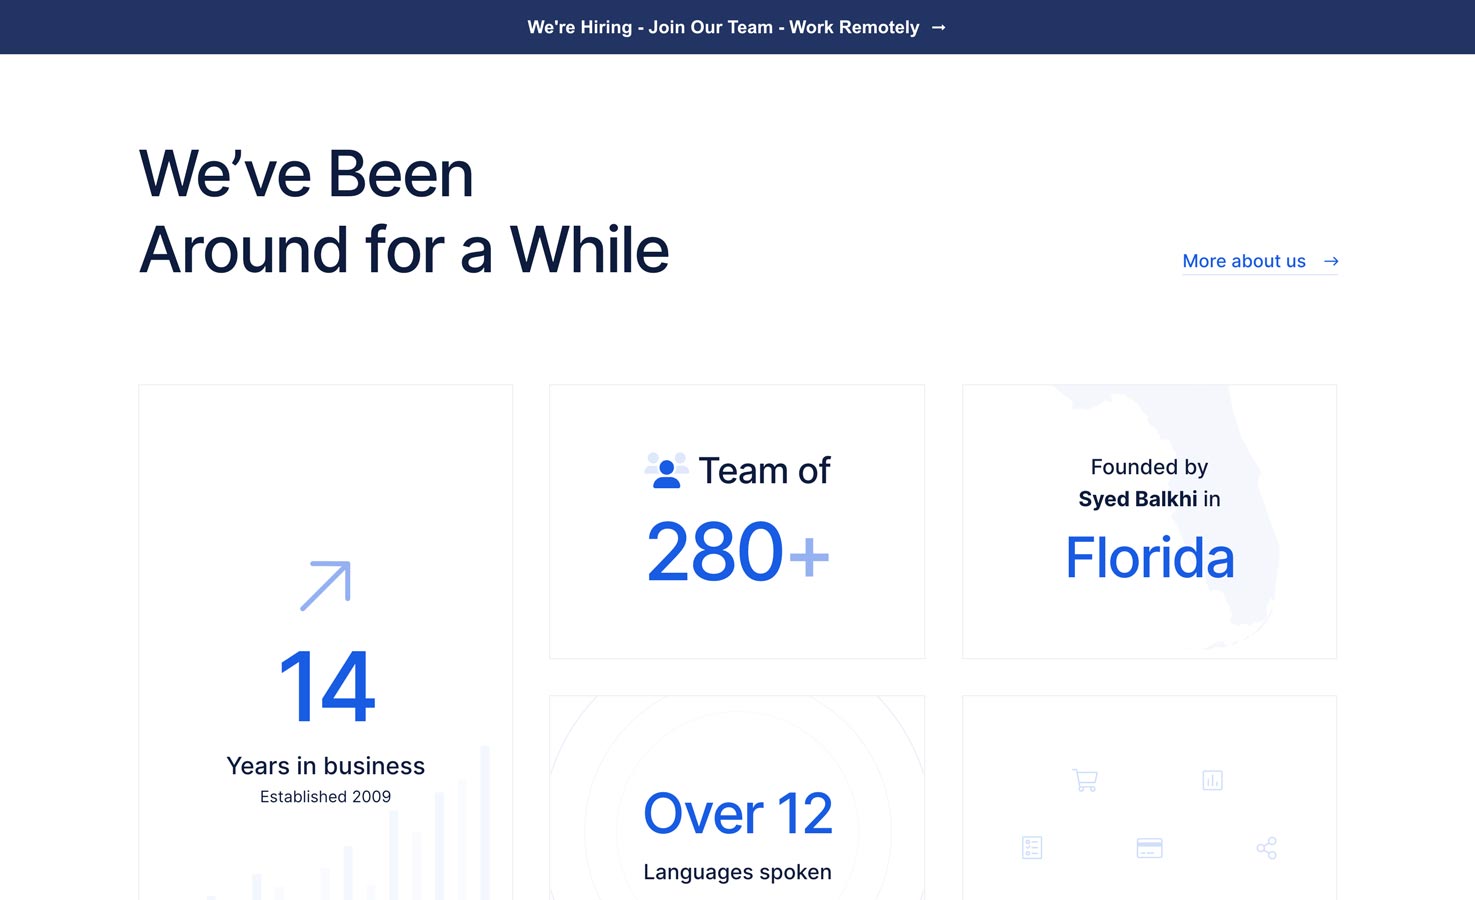 We're Hiring - Join Our Team - Work Remotely →
We’ve Been
Around for a While
More about us →
14
Years in business
Established 2009
Team of
280+
Founded by
Syed Balkhi in
Florida
Over 12
Languages spoken